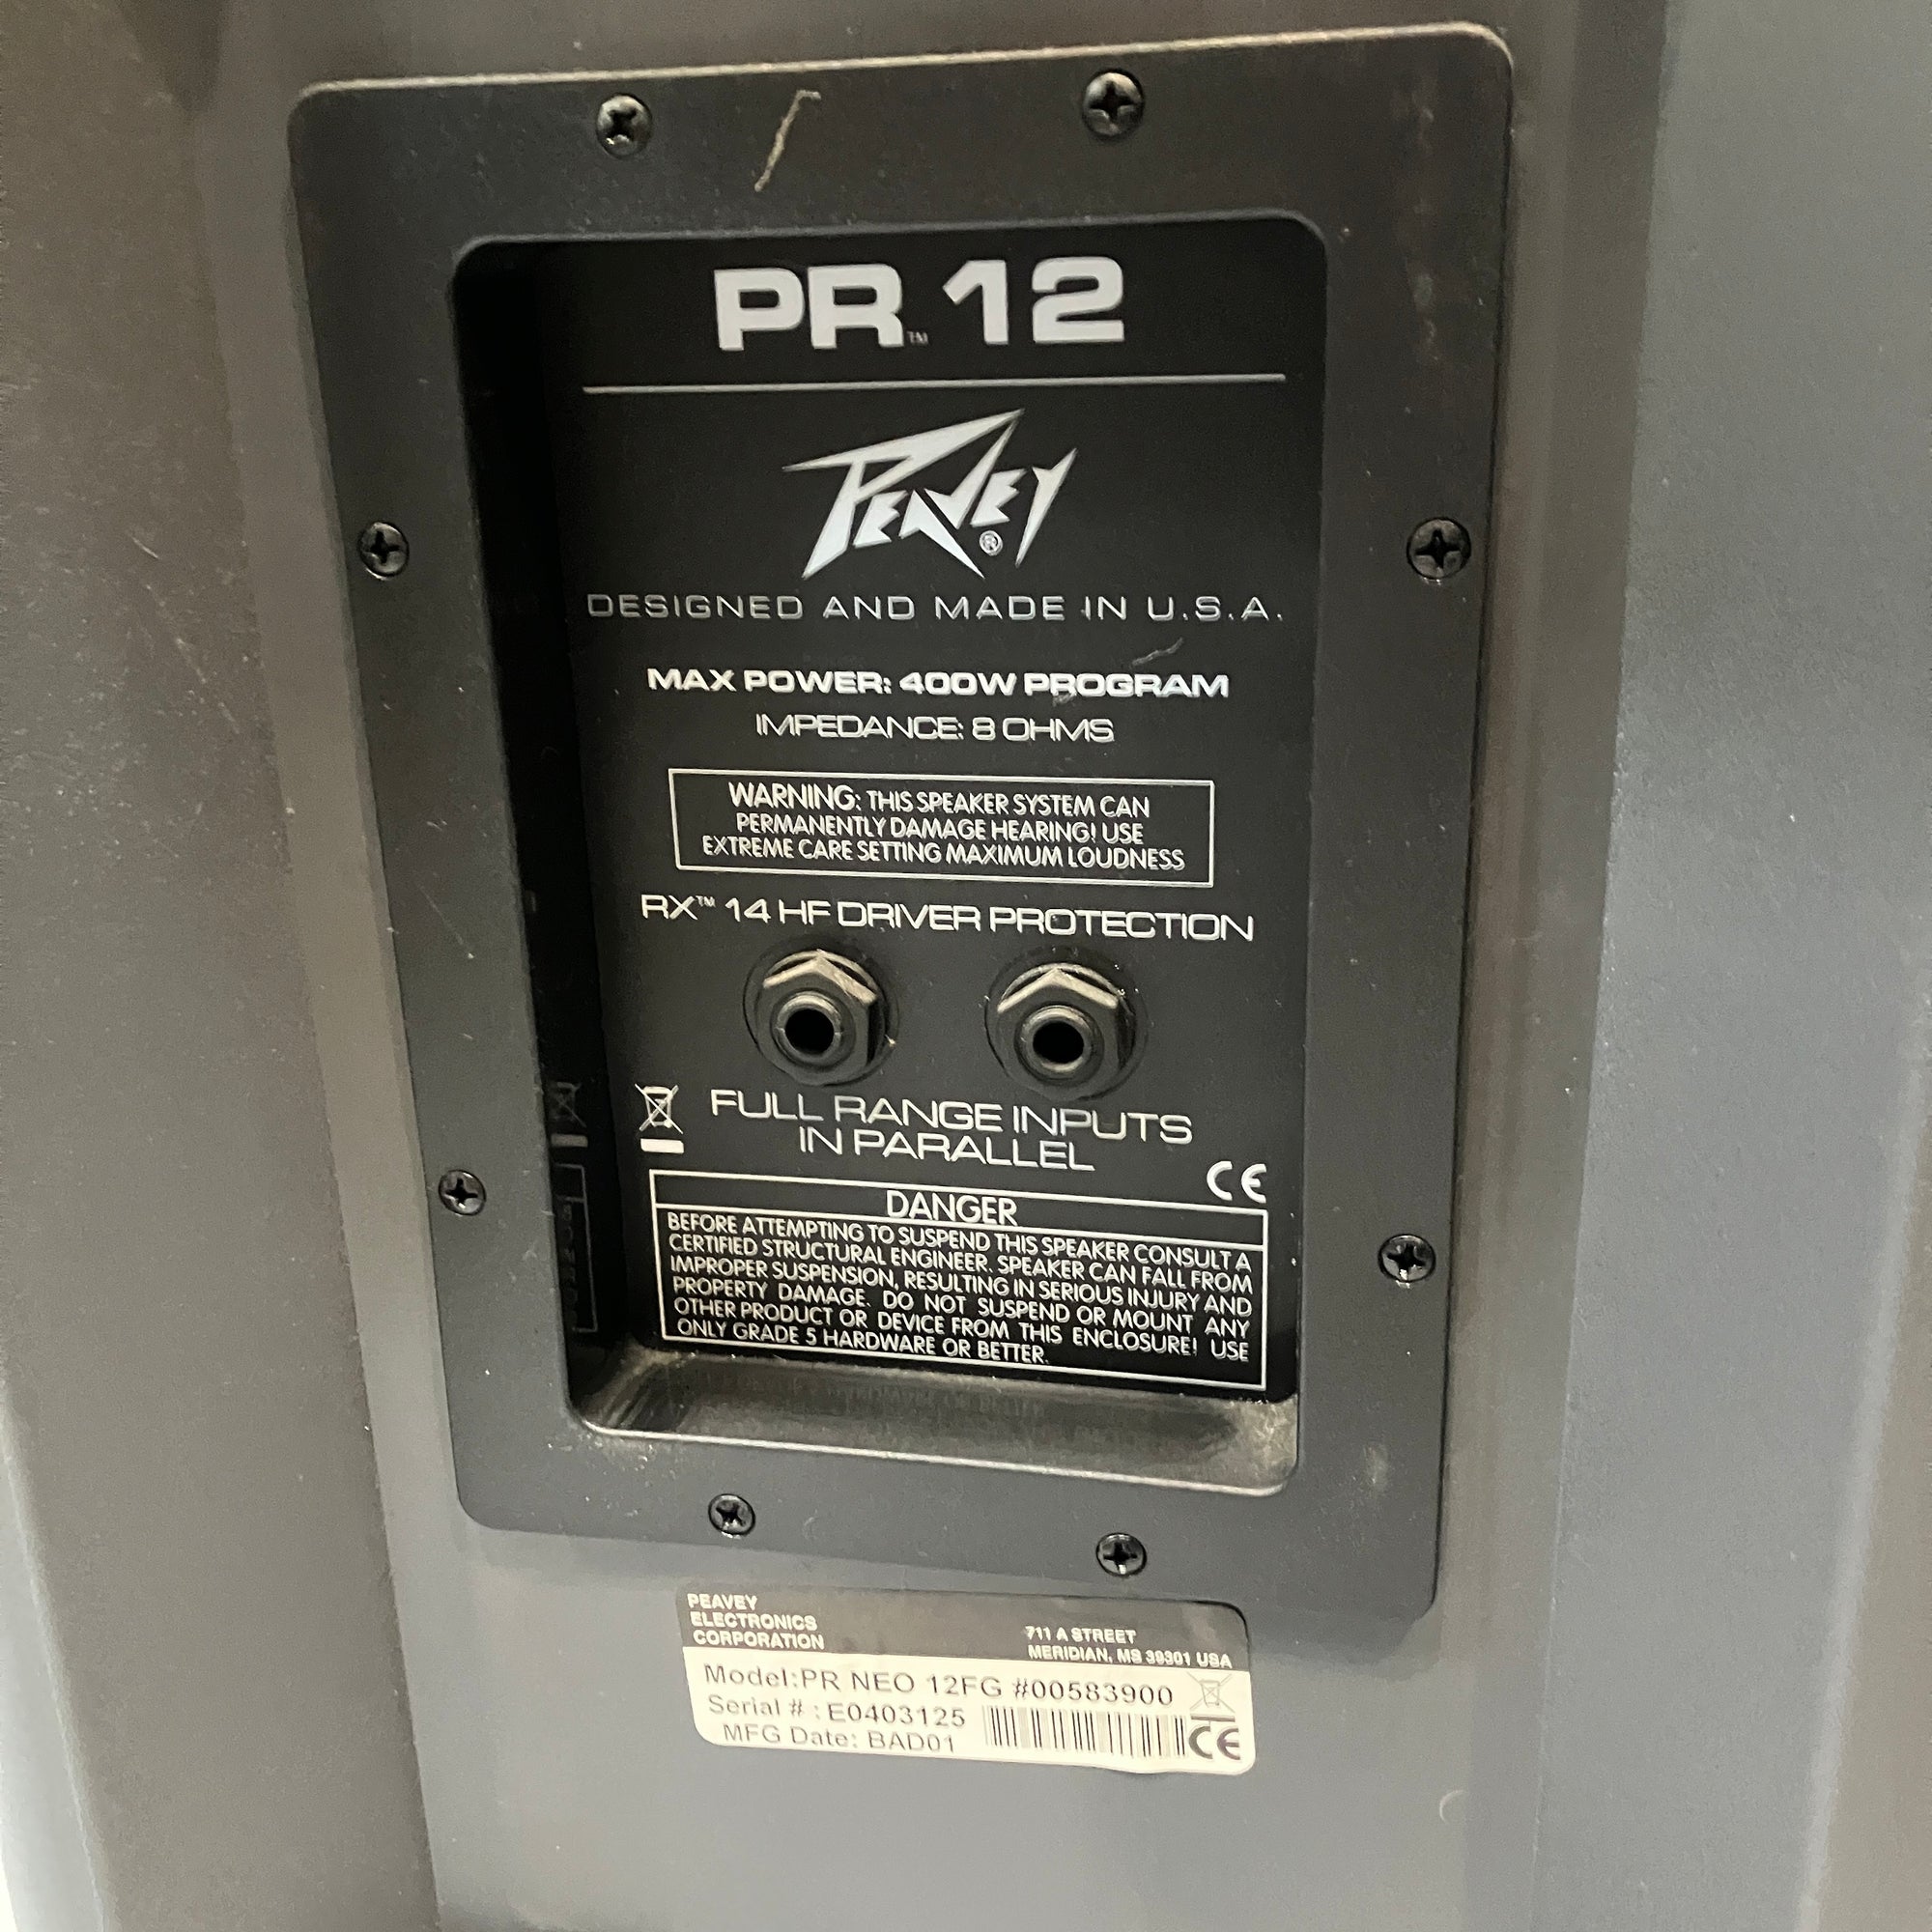 PR™ 12
PEAVEY®
DESIGNED AND MADE IN U.S.A.
MAX POWER: 400W PROGRAM
IMPEDANCE: 8 OHMS
WARNING: THIS SPEAKER SYSTEM CAN
PERMANENTLY DAMAGE HEARING! USE
EXTREME CARE SETTING MAXIMUM LOUDNESS
RX™ 14 HF DRIVER PROTECTION
FULL RANGE INPUTS
IN PARALLEL
CE
DANGER
BEFORE ATTEMPTING TO SUSPEND THIS SPEAKER CONSULT A
CERTIFIED STRUCTURAL ENGINEER. SPEAKER CAN FALL FROM
IMPROPER SUSPENSION, RESULTING IN SERIOUS INJURY AND
PROPERTY DAMAGE. DO NOT SUSPEND OR MOUNT ANY
OTHER PRODUCT OR DEVICE FROM THIS ENCLOSURE! USE
ONLY GRADE 5 HARDWARE OR BETTER.
PEAVEY
ELECTRONICS
CORPORATION
711 A STREET
MERIDIAN, MS 39301 USA
Model:PR NEO 12FG #00583900
Serial # : E0403125
MFG Date: BAD01
CE